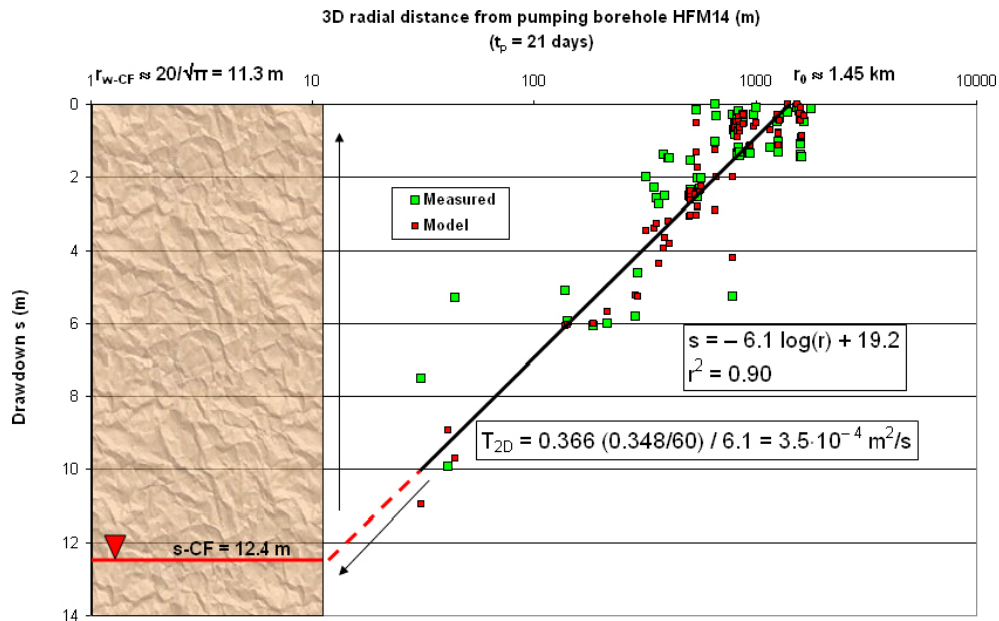 3D radial distance from pumping borehole HFM14 (m)
(tₚ = 21 days)
r_w-CF ≈ 20/√π = 11.3 m
r₀ ≈ 1.45 km
1 10 100 1000 10000
0
2
4
6
8
10
12
14
Drawdown s (m)
Measured
Model
s = – 6.1 log(r) + 19.2
r² = 0.90
T₂D = 0.366 (0.348/60) / 6.1 = 3.5·10⁻⁴ m²/s
s-CF = 12.4 m